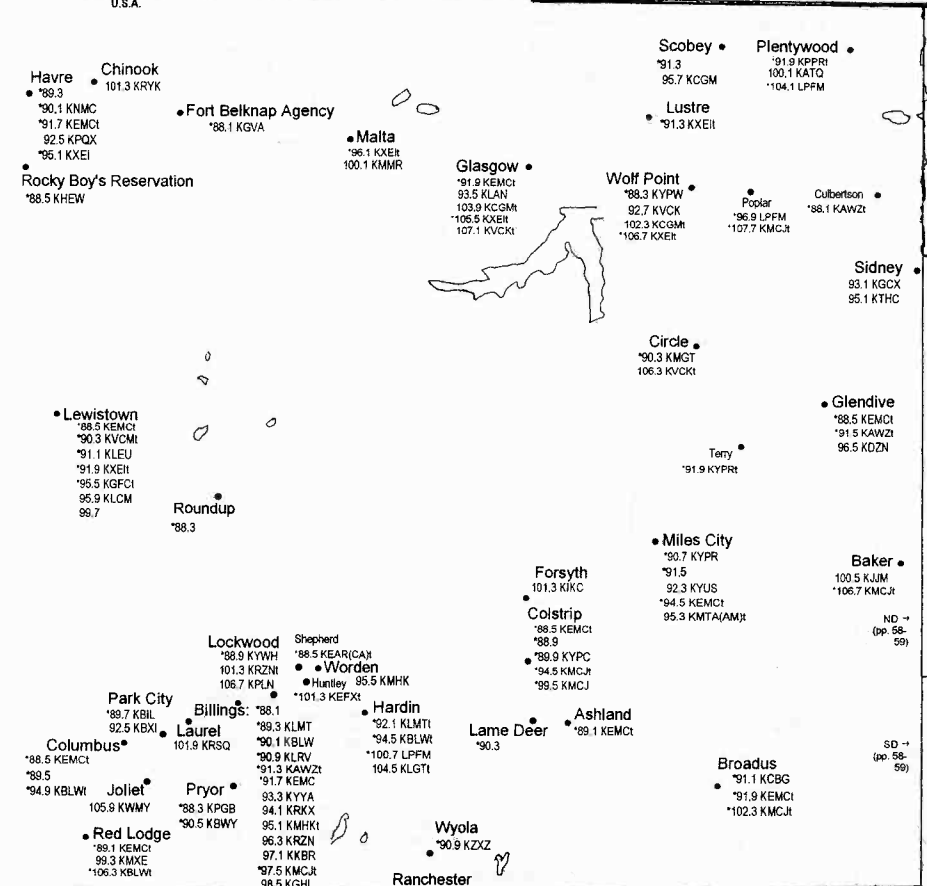 U.S.A.
Scobey
*91.3
95.7 KCGM
Plentywood
*91.9 KPPRt
100.1 KATQ
*104.1 LPFM
Havre
*89.3
*90.1 KNMC
*91.7 KEMCt
92.5 KPQX
*95.1 KXEI
Chinook
101.3 KRYK
Fort Belknap Agency
*88.1 KGVA
Lustre
*91.3 KXEIt
Malta
*96.1 KXEIt
100.1 KMMR
Rocky Boy's Reservation
*88.5 KHEW
Glasgow
*91.9 KEMCt
93.5 KLAN
103.9 KCGMt
*106.5 KXEIt
107.1 KVCKt
Wolf Point
*88.3 KYPW
92.7 KVCK
102.3 KCGMt
*106.7 KXEIt
Poplar
*96.9 LPFM
*107.7 KMCJt
Culbertson
*88.1 KAWZt
Sidney
93.1 KGCX
95.1 KTHC
Circle
*90.3 KMGT
106.3 KVCKt
Lewistown
*88.5 KEMCt
*90.3 KVCMt
*91.1 KLEU
*91.9 KXEIt
*95.5 KGFCt
95.9 KLCM
99.7
Glendive
*88.5 KEMCt
*91.5 KAWZt
96.5 KDZN
Terry
*91.9 KYPRt
Roundup
*88.3
Miles City
*90.7 KYPR
*91.5
92.3 KYUS
*94.5 KEMCt
95.3 KMTA(AM)t
Baker
100.5 KJJM
*106.7 KMCJt
Forsyth
101.3 KIKC
Colstrip
*88.5 KEMCt
*88.9
*89.9 KYPC
*94.5 KMCJt
*99.5 KMCJ
ND →
(pp. 58-
59)
Lockwood
*88.9 KYWH
101.3 KRZNt
106.7 KPLN
Shepherd
*88.5 KEAR(CA)t
Worden
95.5 KMHK
Huntley
*101.3 KEFXt
Park City
*89.7 KBIL
92.5 KBXI
Laurel
101.9 KRSQ
Billings:
*88.1
*89.3 KLMT
*90.1 KBLW
*90.9 KLRV
*91.3 KAWZt
*91.7 KEMC
93.3 KYYA
94.1 KRKX
95.1 KMHKt
96.3 KRZN
97.1 KKBR
*97.5 KMCJt
98.5 KGHL
Hardin
*92.1 KLMTt
*94.5 KBLWt
*100.7 LPFM
104.5 KLGTt
Lame Deer
*90.3
Ashland
*89.1 KEMCt
Columbus
*88.5 KEMCt
*89.5
*94.9 KBLWt
SD →
(pp. 58-
59)
Joliet
105.9 KWMY
Pryor
*88.3 KPGB
*90.5 KBWY
Broadus
*91.1 KCBG
*91.9 KEMCt
*102.3 KMCJt
Red Lodge
*89.1 KEMCt
99.3 KMXE
*106.3 KBLWt
Wyola
*90.9 KZXZ
Ranchester